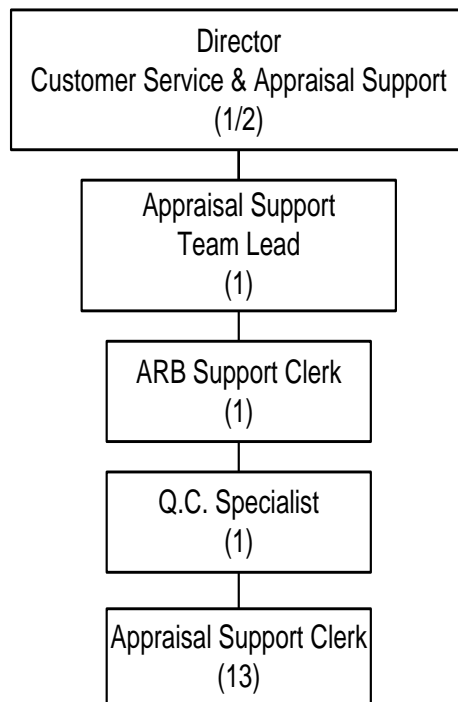 Director
Customer Service & Appraisal Support
(1/2)
Appraisal Support
Team Lead
(1)
ARB Support Clerk
(1)
Q.C. Specialist
(1)
Appraisal Support Clerk
(13)